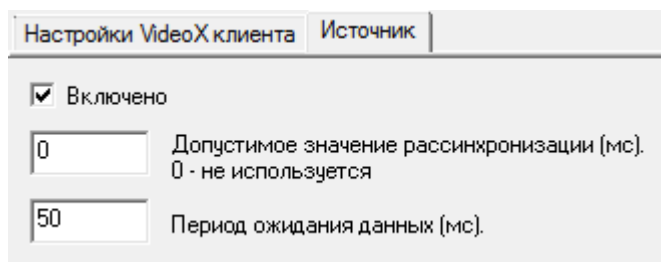 Настройки VideoX клиента Источник
Включено
0 Допустимое значение рассинхронизации (мс).
0 - не используется
50 Период ожидания данных (мс).